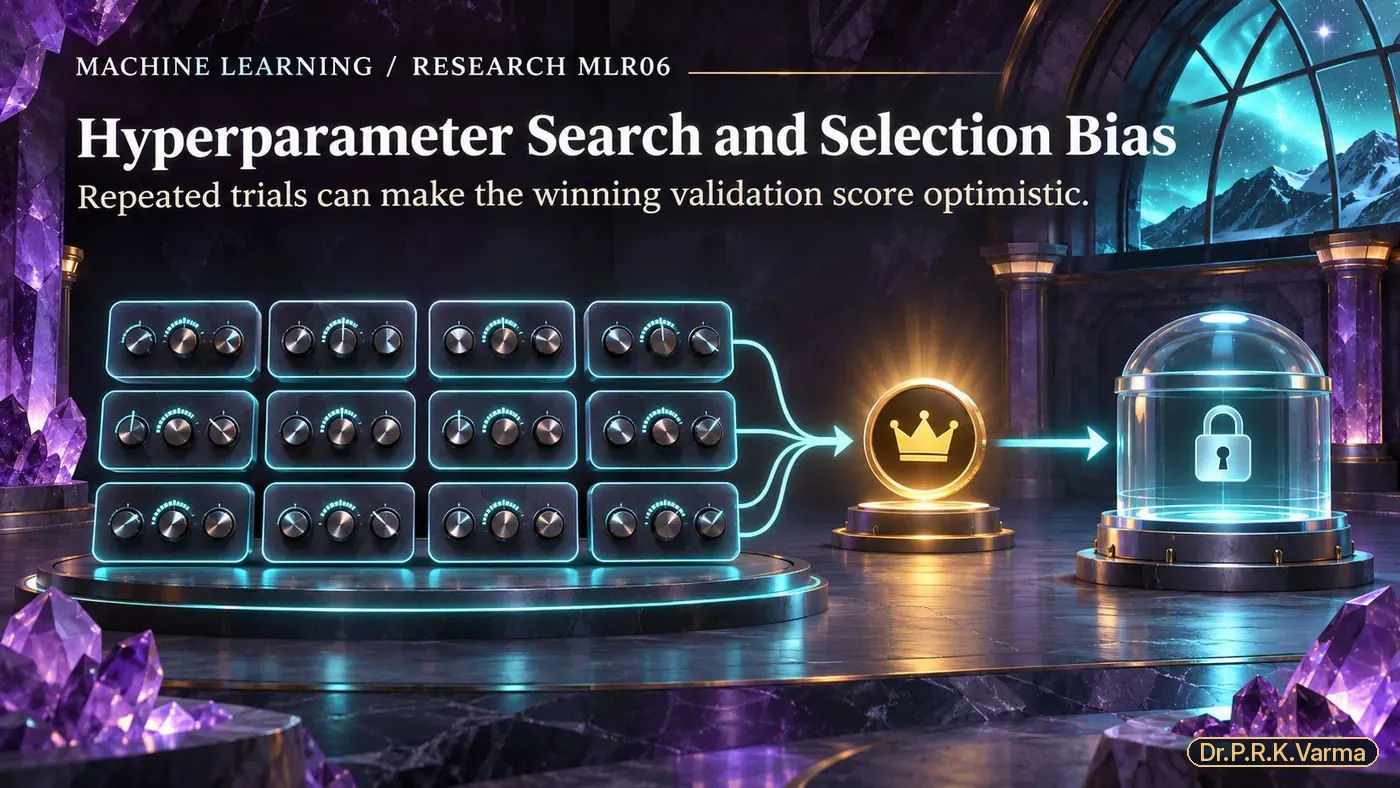 MACHINE LEARNING / RESEARCH MLR06
Hyperparameter Search and Selection Bias
Repeated trials can make the winning validation score optimistic.
Dr.P.R.K.Varma